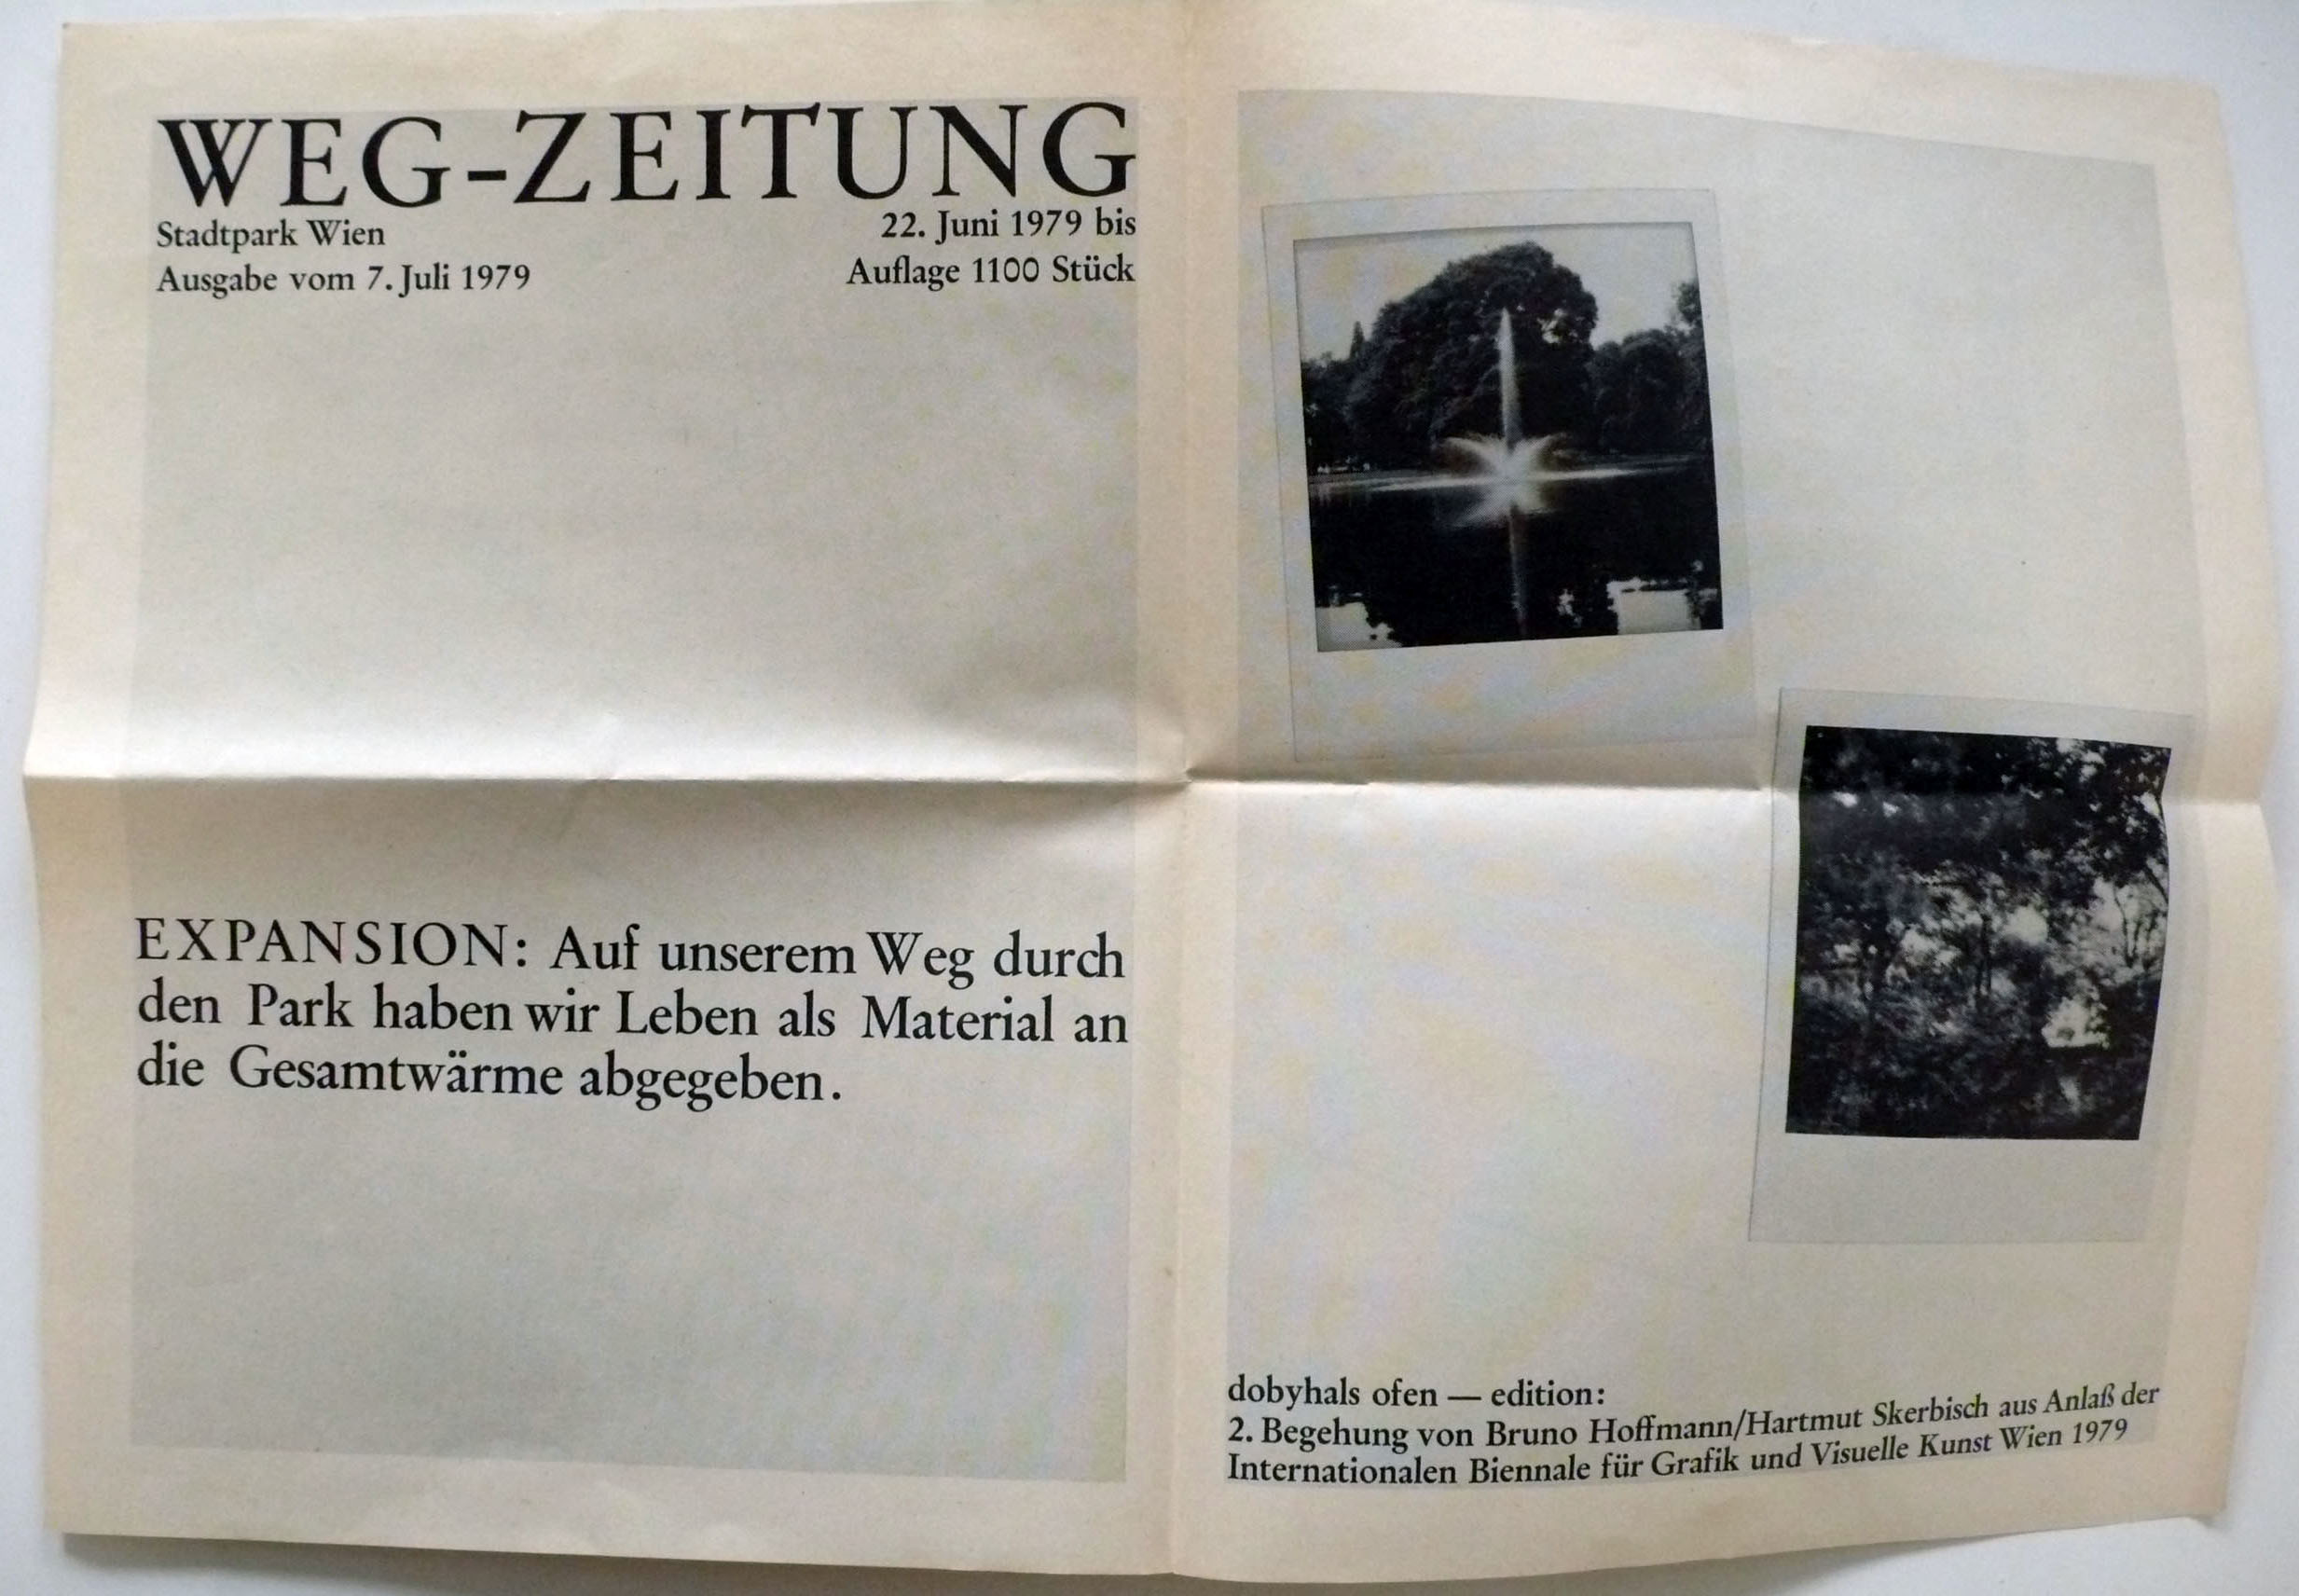 WEG-ZEITUNG
Stadtpark Wien
22. Juni 1979 bis
Ausgabe vom 7. Juli 1979
Auflage 1100 Stück
EXPANSION: Auf unserem Weg durch
den Park haben wir Leben als Material an
die Gesamtwärme abgegeben.
dobyhals ofen — edition:
2. Begehung von Bruno Hoffmann/Hartmut Skerbisch aus Anlaß der
Internationalen Biennale für Grafik und Visuelle Kunst Wien 1979